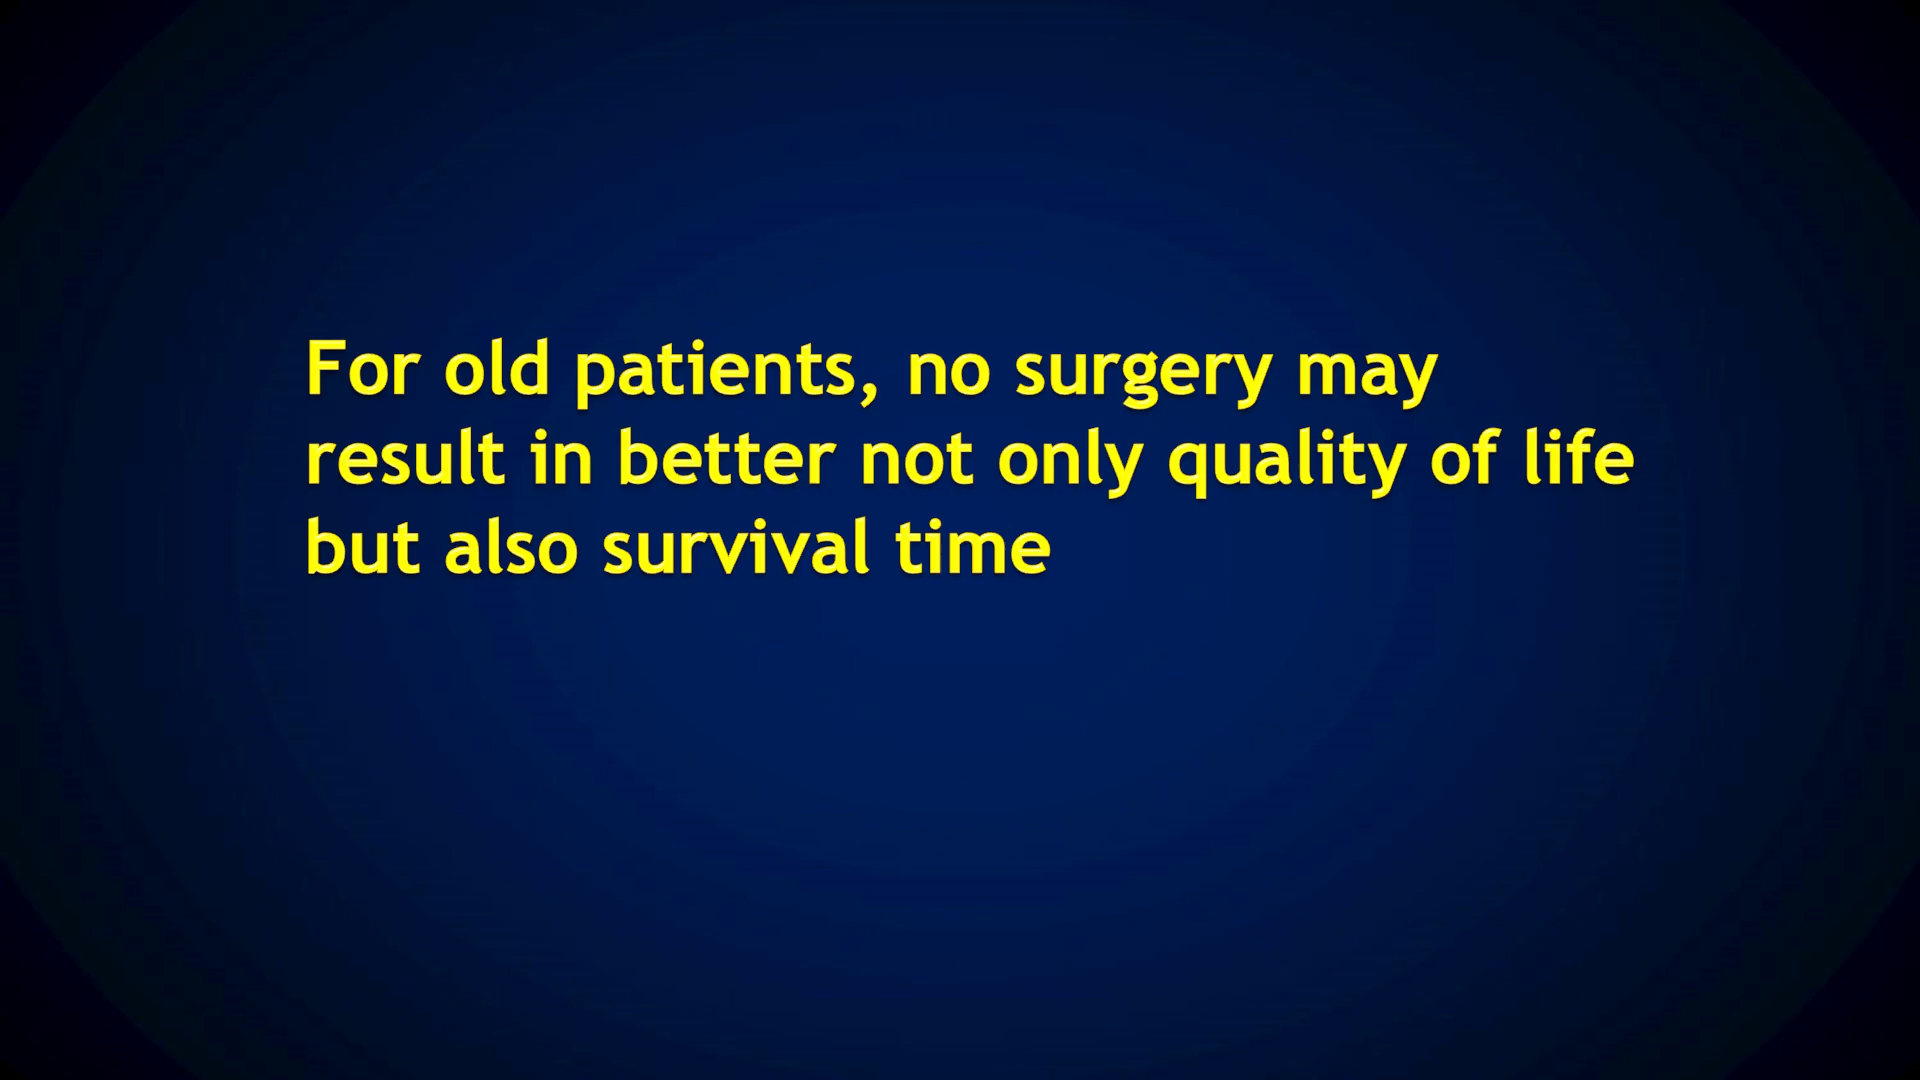 For old patients, no surgery may
result in better not only quality of life
but also survival time